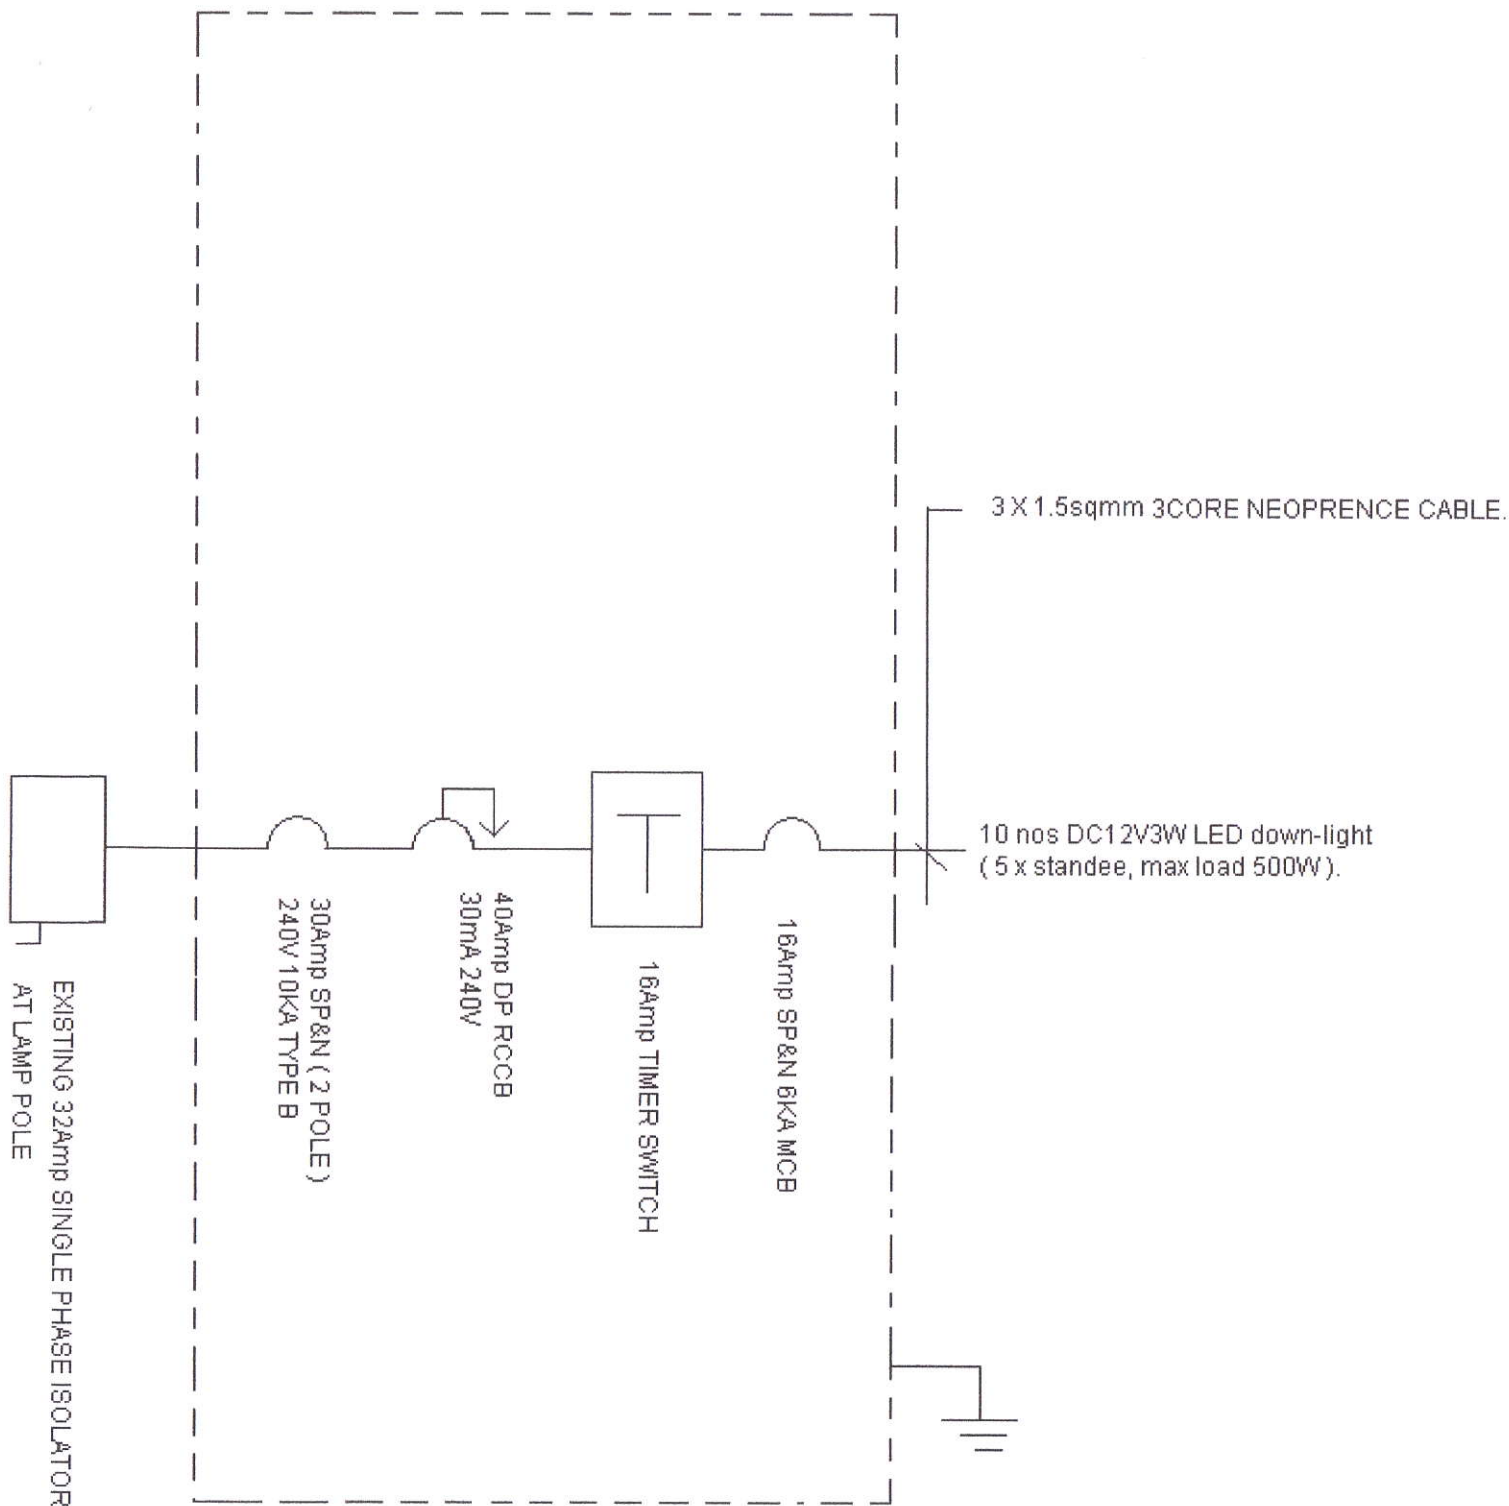 3 X 1.5sqmm 3CORE NEOPRENCE CABLE.
10 nos DC12V3W LED down-light
( 5 x standee, max load 500W ).
16Amp SP&N 6KA MCB
16Amp TIMER SWITCH
40Amp DP RCCB
30mA 240V
30Amp SP&N ( 2 POLE )
240V 10KA TYPE B
EXISTING 32Amp SINGLE PHASE ISOLATOR
AT LAMP POLE
T